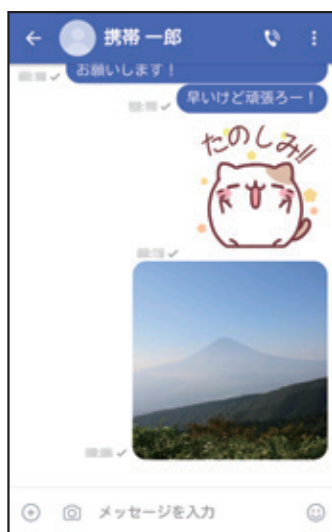 携帯 一郎
お願いします！
早いけど頑張ろー！
たのしみ!!
メッセージを入力